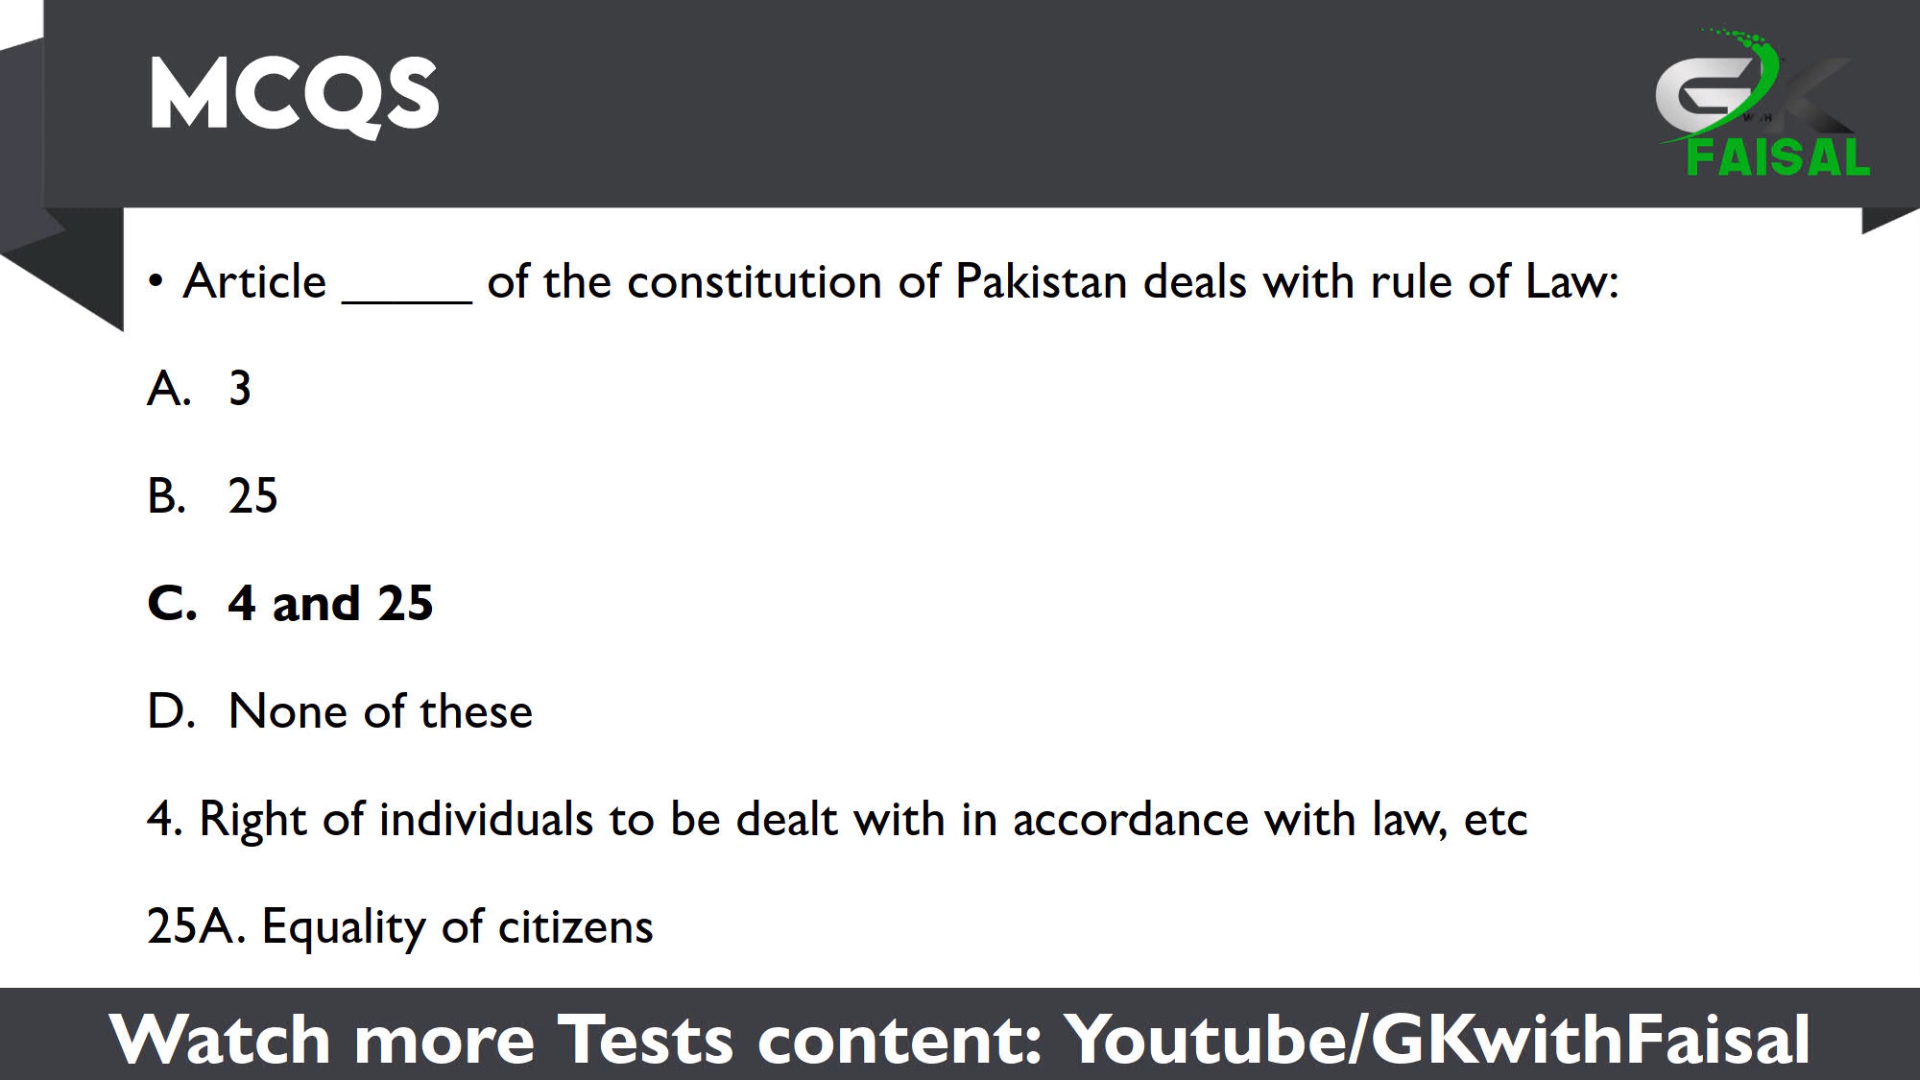 MCQS
GK
WITH
FAISAL
• Article _____ of the constitution of Pakistan deals with rule of Law:
A. 3
B. 25
C. 4 and 25
D. None of these
4. Right of individuals to be dealt with in accordance with law, etc
25A. Equality of citizens
Watch more Tests content: Youtube/GKwithFaisal